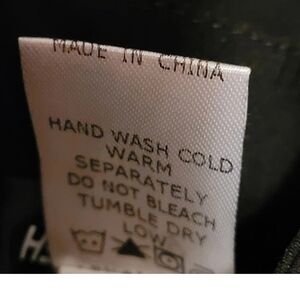 MADE IN CHINA
HAND WASH COLD
WARM
SEPARATELY
DO NOT BLEACH
TUMBLE DRY
LOW